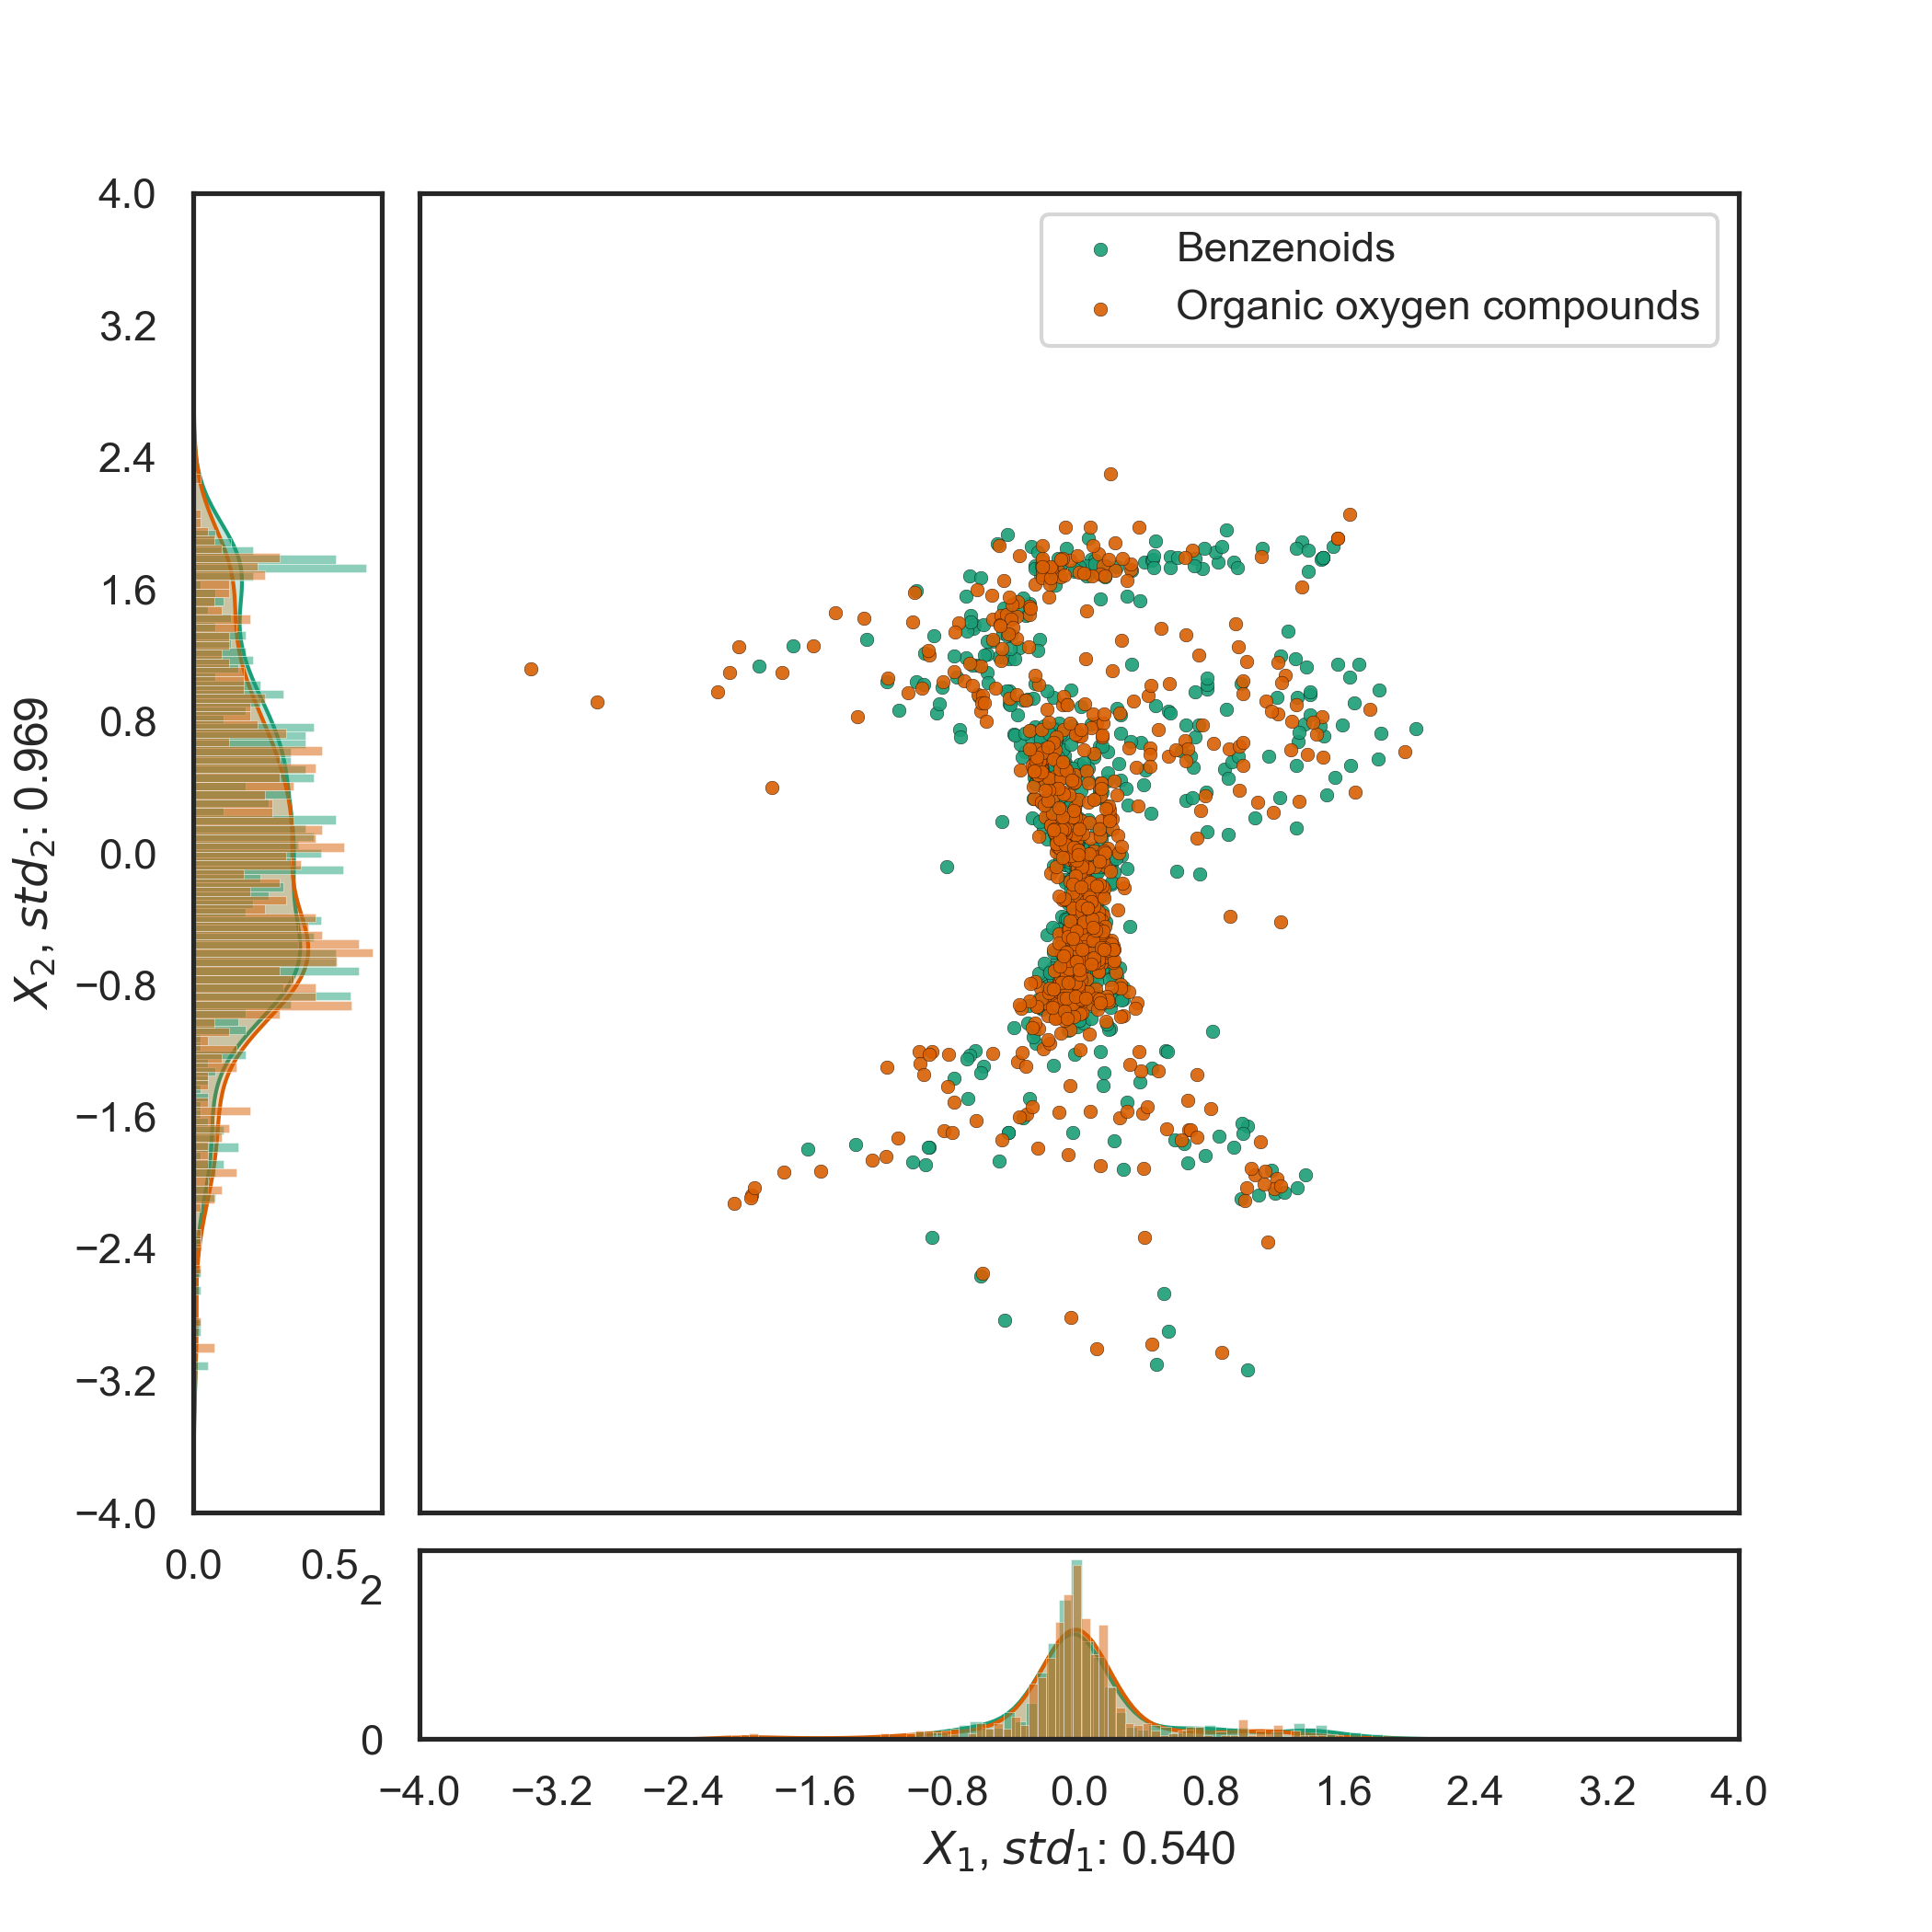 4.0
3.2
2.4
1.6
0.8
0.0
−0.8
−1.6
−2.4
−3.2
−4.0
X₂, std₂: 0.969
Benzenoids
Organic oxygen compounds
0.0 0.5
2
0
−4.0 −3.2 −2.4 −1.6 −0.8 0.0 0.8 1.6 2.4 3.2 4.0
X₁, std₁: 0.540